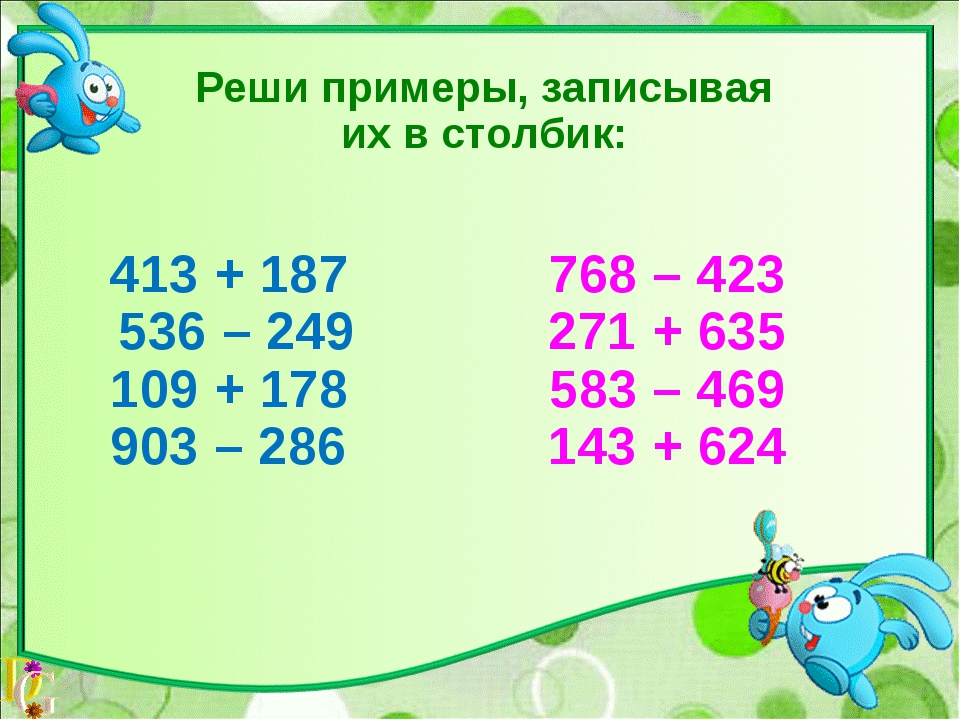 Реши примеры, записывая
их в столбик:
413 + 187
536 – 249
109 + 178
903 – 286
768 – 423
271 + 635
583 – 469
143 + 624
DG